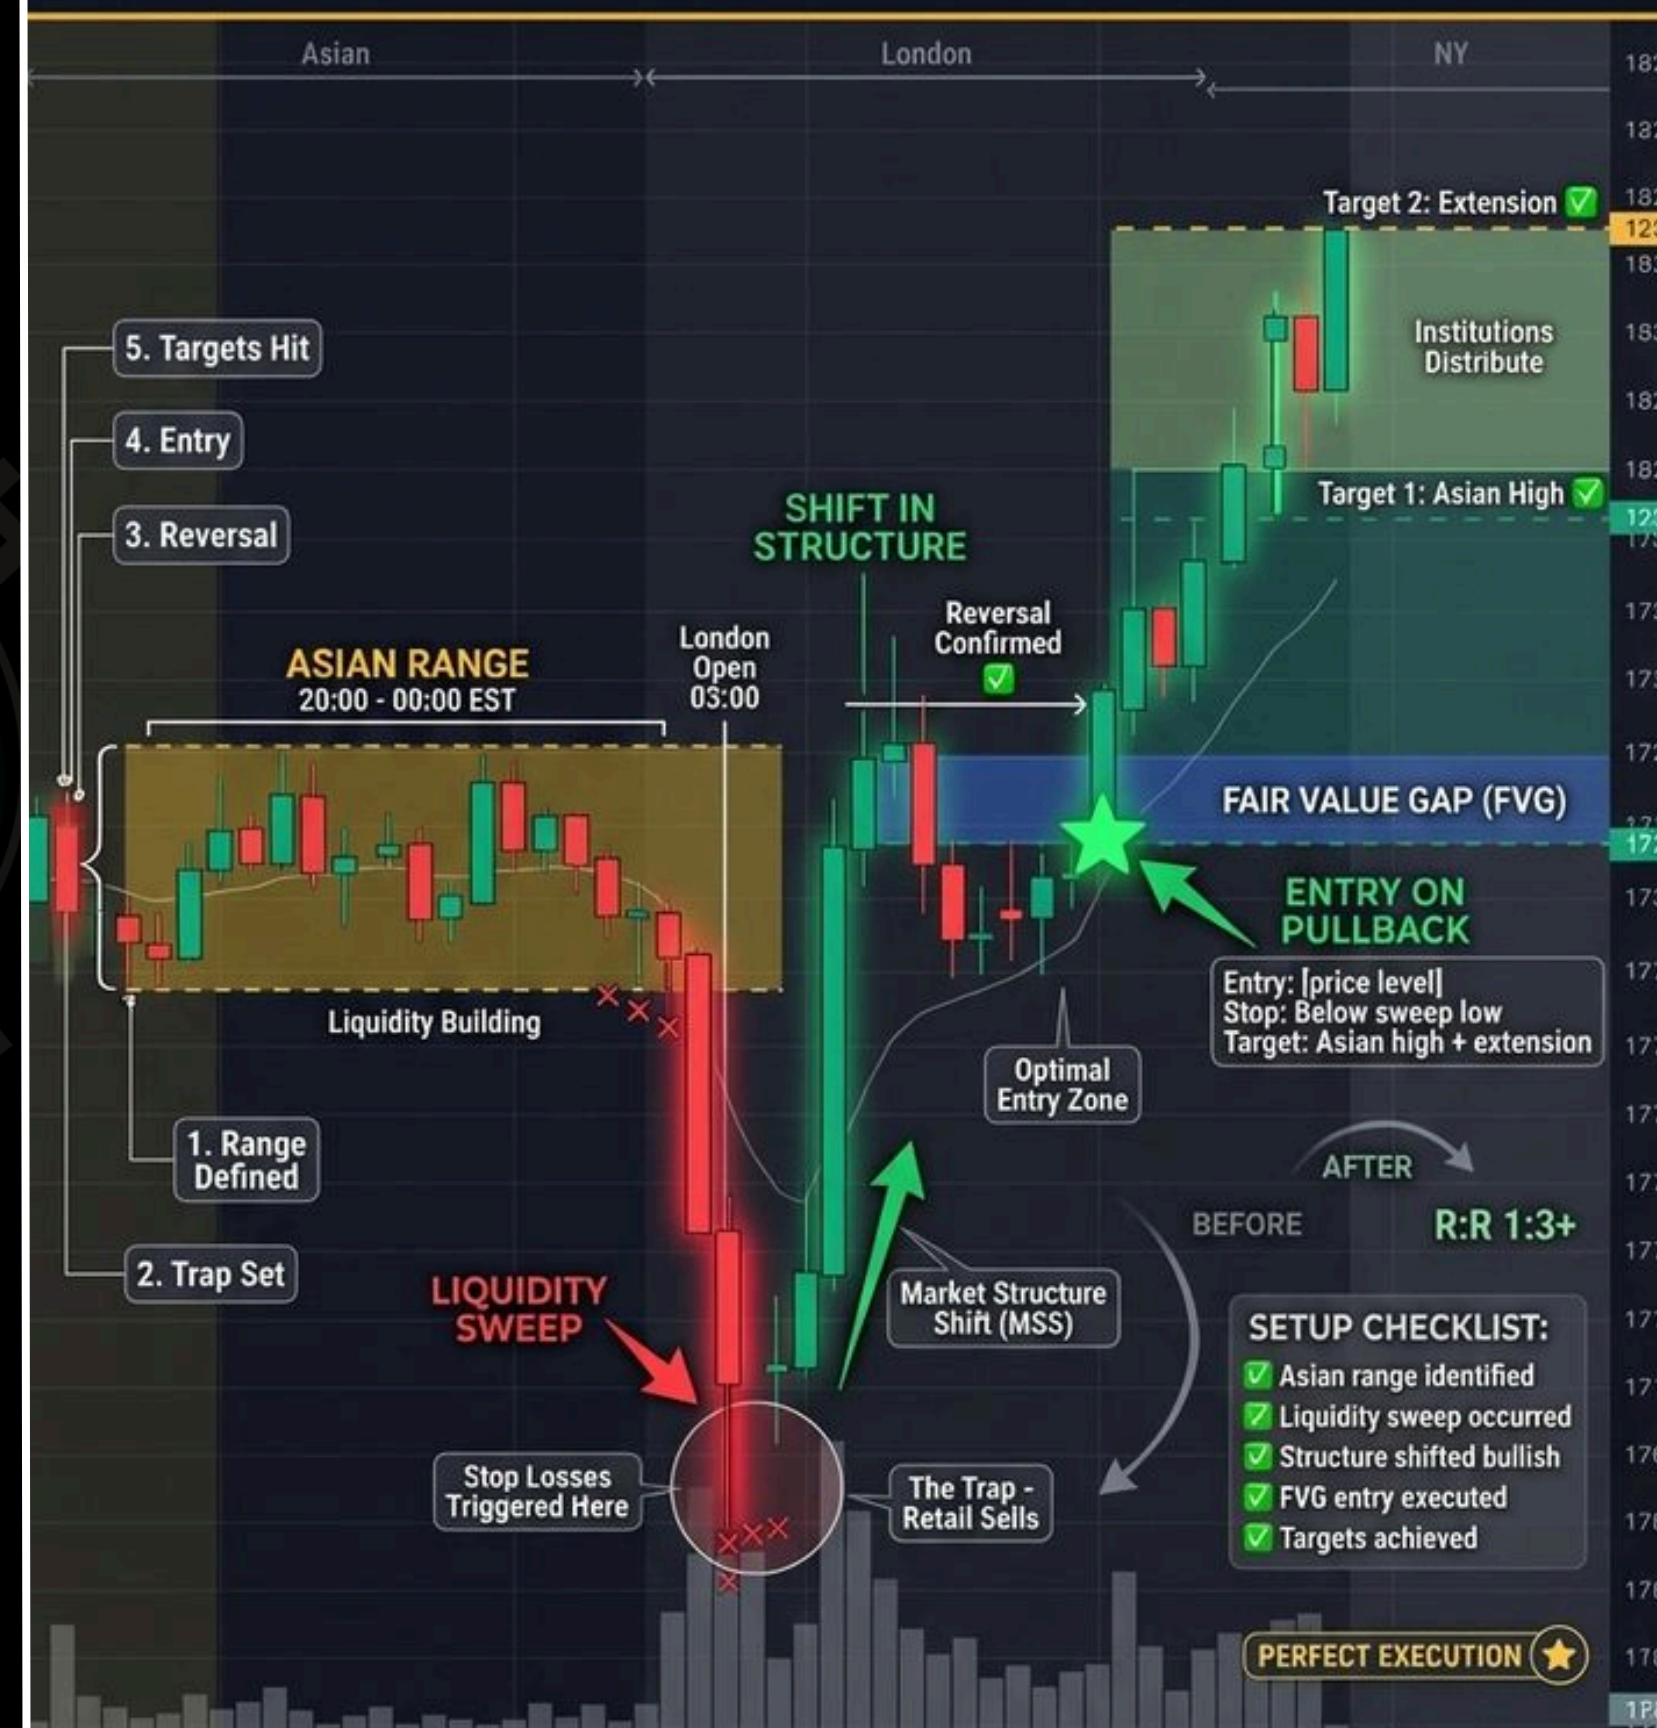 Asian
London
NY
Target 2: Extension
Institutions
Distribute
Target 1: Asian High
5. Targets Hit
4. Entry
3. Reversal
SHIFT IN
STRUCTURE
Reversal
Confirmed
London
Open
03:00
ASIAN RANGE
20:00 - 00:00 EST
FAIR VALUE GAP (FVG)
ENTRY ON
PULLBACK
Entry: [price level]
Stop: Below sweep low
Target: Asian high + extension
Liquidity Building
Optimal
Entry Zone
1. Range
Defined
2. Trap Set
AFTER
BEFORE
R:R 1:3+
LIQUIDITY
SWEEP
Market Structure
Shift (MSS)
SETUP CHECKLIST:
Asian range identified
Liquidity sweep occurred
Structure shifted bullish
FVG entry executed
Targets achieved
Stop Losses
Triggered Here
The Trap -
Retail Sells
PERFECT EXECUTION